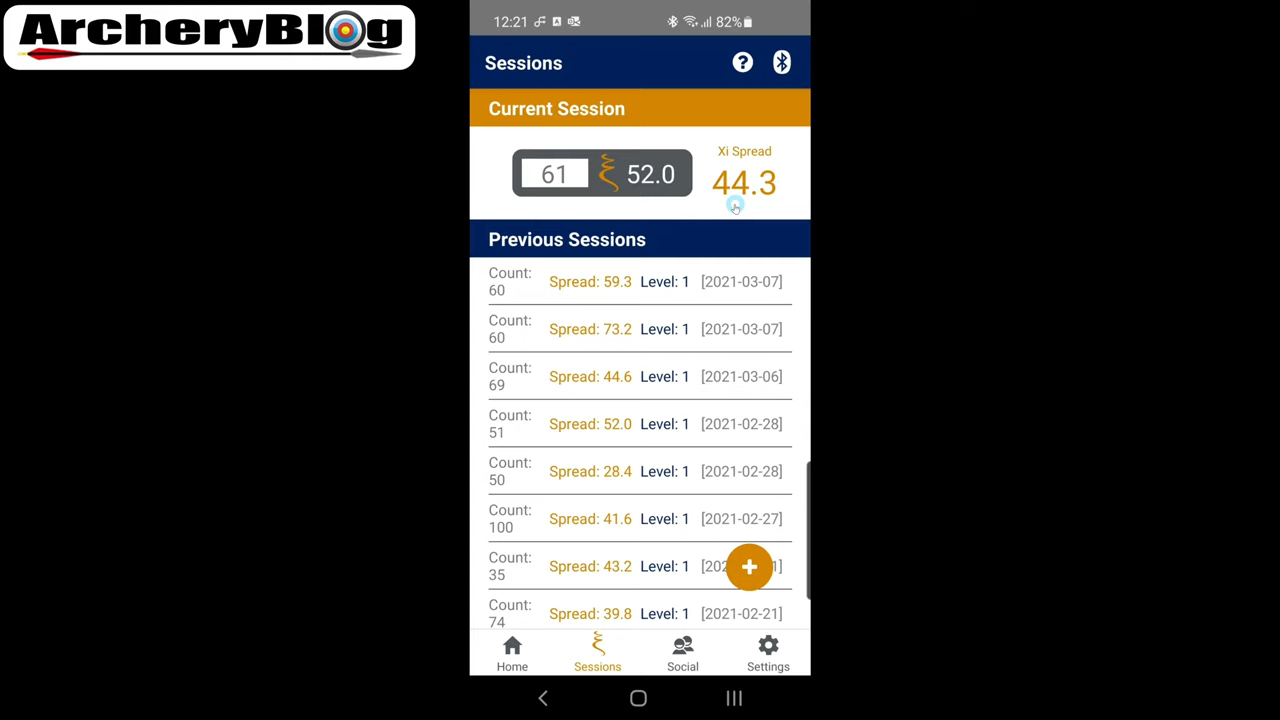 ArcheryBlog
12:21 82%
Sessions
Current Session
61 ξ 52.0
Xi Spread
44.3
Previous Sessions
Count: 60 Spread: 59.3 Level: 1 [2021-03-07]
Count: 60 Spread: 73.2 Level: 1 [2021-03-07]
Count: 69 Spread: 44.6 Level: 1 [2021-03-06]
Count: 51 Spread: 52.0 Level: 1 [2021-02-28]
Count: 50 Spread: 28.4 Level: 1 [2021-02-28]
Count: 100 Spread: 41.6 Level: 1 [2021-02-27]
Count: 35 Spread: 43.2 Level: 1
Count: 74 Spread: 39.8 Level: 1 [2021-02-21]
Home Sessions Social Settings